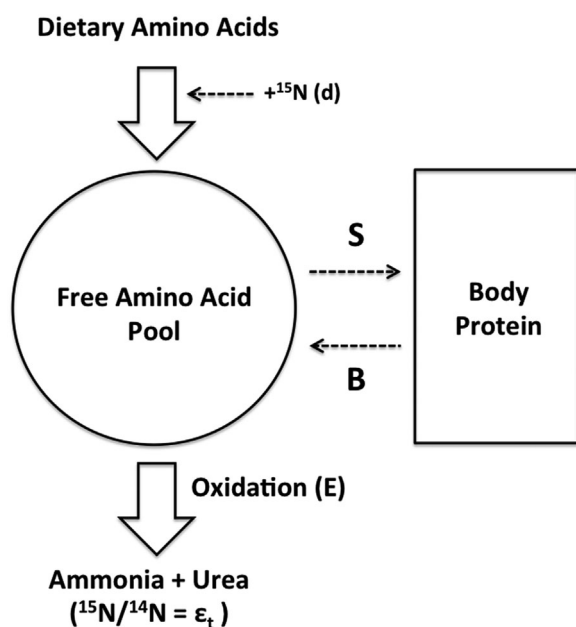 Dietary Amino Acids
+¹⁵N (d)
S
Free Amino Acid
Pool
Body
Protein
B
Oxidation (E)
Ammonia + Urea
(¹⁵N/¹⁴N = εₜ )